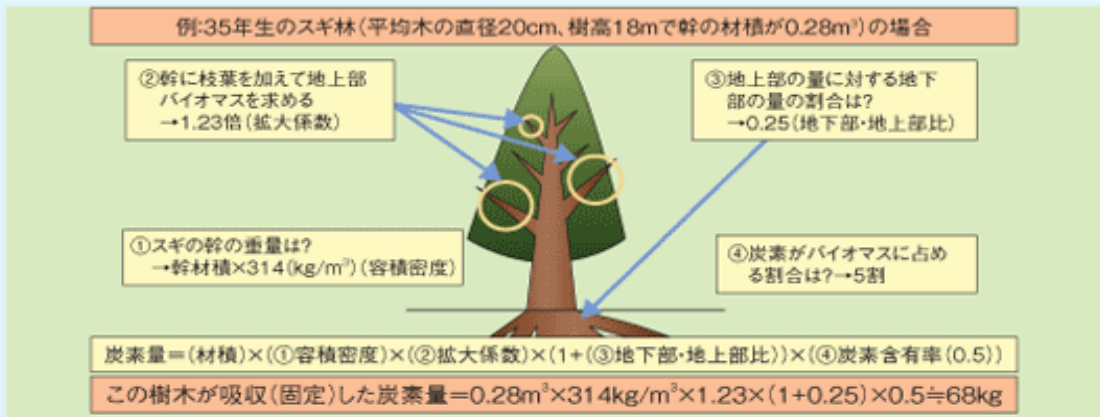 例:35年生のスギ林(平均木の直径20cm、樹高18mで幹の材積が0.28m³)の場合
②幹に枝葉を加えて地上部
バイオマスを求める
→1.23倍(拡大係数)
③地上部の量に対する地下
部の量の割合は?
→0.25(地下部・地上部比)
①スギの幹の重量は?
→幹材積×314(kg/m³)(容積密度)
④炭素がバイオマスに占め
る割合は?→5割
炭素量=(材積)×(①容積密度)×(②拡大係数)×(1+(③地下部・地上部比))×(④炭素含有率(0.5))
この樹木が吸収(固定)した炭素量=0.28m³×314kg/m³×1.23×(1+0.25)×0.5≒68kg